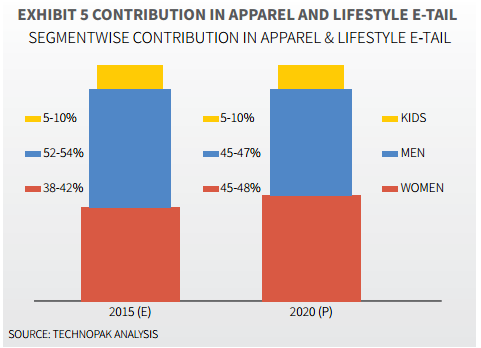 EXHIBIT 5 CONTRIBUTION IN APPAREL AND LIFESTYLE E-TAIL
SEGMENTWISE CONTRIBUTION IN APPAREL & LIFESTYLE E-TAIL
5-10% 5-10% KIDS
52-54% 45-47% MEN
38-42% 45-48% WOMEN
2015 (E) 2020 (P)
SOURCE: TECHNOPAK ANALYSIS